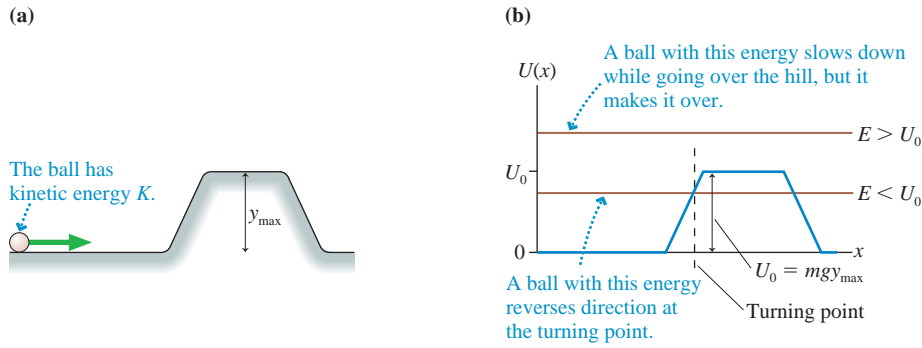 (a)
The ball has
kinetic energy K.
y_max
(b)
A ball with this energy slows down
while going over the hill, but it
makes it over.
U(x)
E > U_0
U_0
E < U_0
0
x
U_0 = mgy_max
A ball with this energy
reverses direction at
the turning point.
Turning point